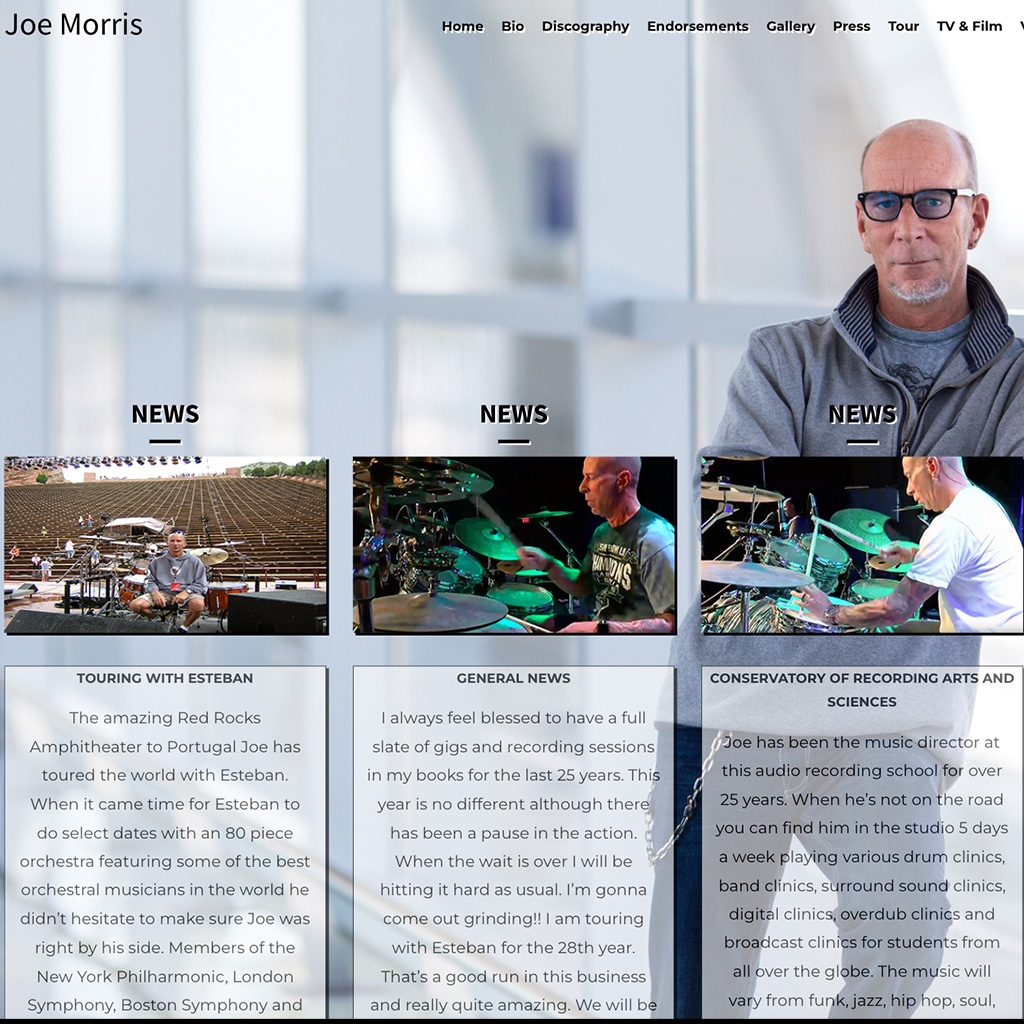 Joe Morris
Home Bio Discography Endorsements Gallery Press Tour TV & Film
NEWS
TOURING WITH ESTEBAN
The amazing Red Rocks
Amphitheater to Portugal Joe has
toured the world with Esteban.
When it came time for Esteban to
do select dates with an 80 piece
orchestra featuring some of the best
orchestral musicians in the world he
didn’t hesitate to make sure Joe was
right by his side. Members of the
New York Philharmonic, London
Symphony, Boston Symphony and
NEWS
GENERAL NEWS
I always feel blessed to have a full
slate of gigs and recording sessions
in my books for the last 25 years. This
year is no different although there
has been a pause in the action.
When the wait is over I will be
hitting it hard as usual. I’m gonna
come out grinding!! I am touring
with Esteban for the 28th year.
That’s a good run in this business
and really quite amazing. We will be
NEWS
CONSERVATORY OF RECORDING ARTS AND
SCIENCES
Joe has been the music director at
this audio recording school for over
25 years. When he’s not on the road
you can find him in the studio 5 days
a week playing various drum clinics,
band clinics, surround sound clinics,
digital clinics, overdub clinics and
broadcast clinics for students from
all over the globe. The music will
vary from funk, jazz, hip hop, soul,